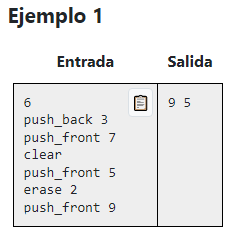 Ejemplo 1
Entrada Salida
6 9 5
push_back 3
push_front 7
clear
push_front 5
erase 2
push_front 9